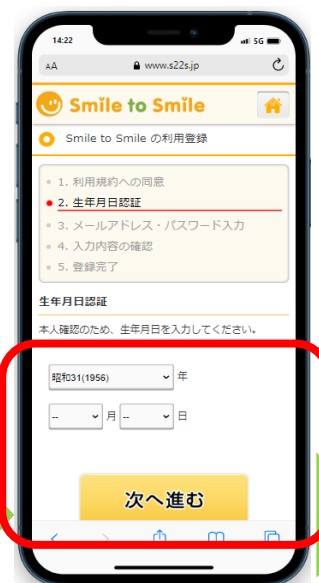 14:22
5G
AA
www.s22s.jp
Smile to Smile
Smile to Smile の利用登録
1. 利用規約への同意
2. 生年月日認証
3. メールアドレス・パスワード入力
4. 入力内容の確認
5. 登録完了
生年月日認証
本人確認のため、生年月日を入力してください。
昭和31(1956) 年
-- 月 -- 日
次へ進む